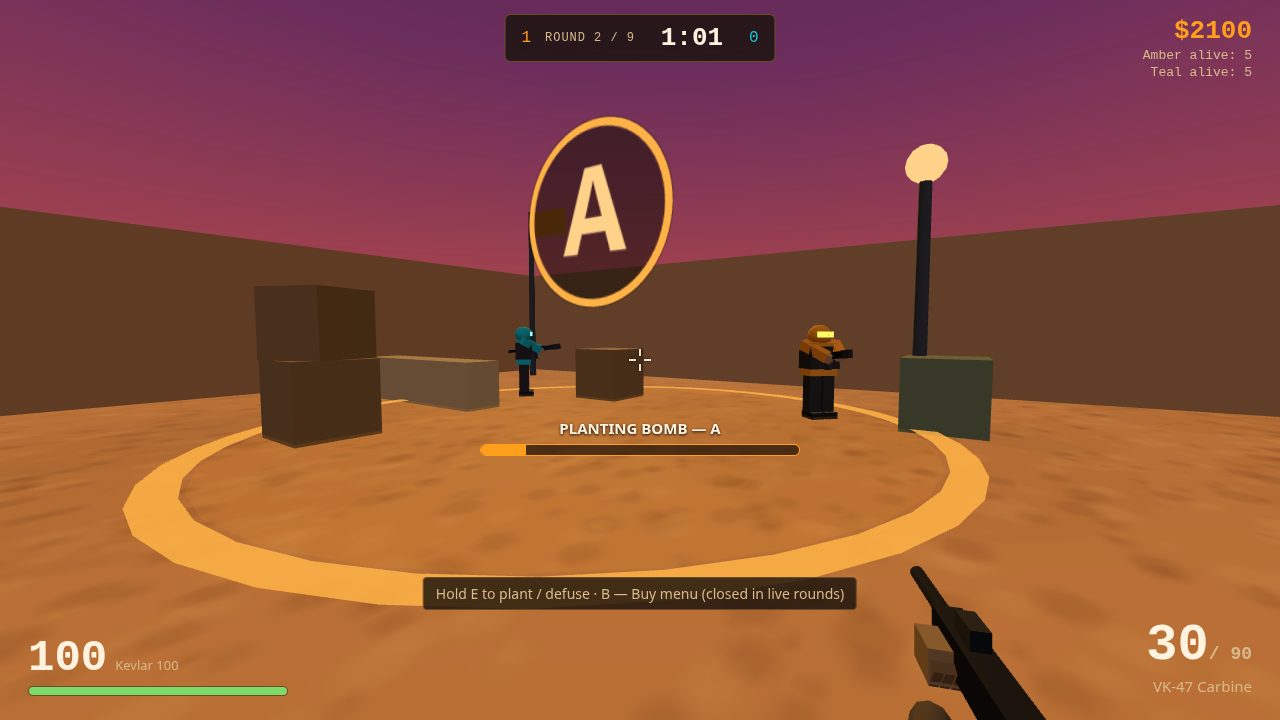 1 ROUND 2 / 9 1:01 0
$2100
Amber alive: 5
Teal alive: 5
A
PLANTING BOMB — A
Hold E to plant / defuse · B — Buy menu (closed in live rounds)
100 Kevlar 100
30 / 90
VK-47 Carbine